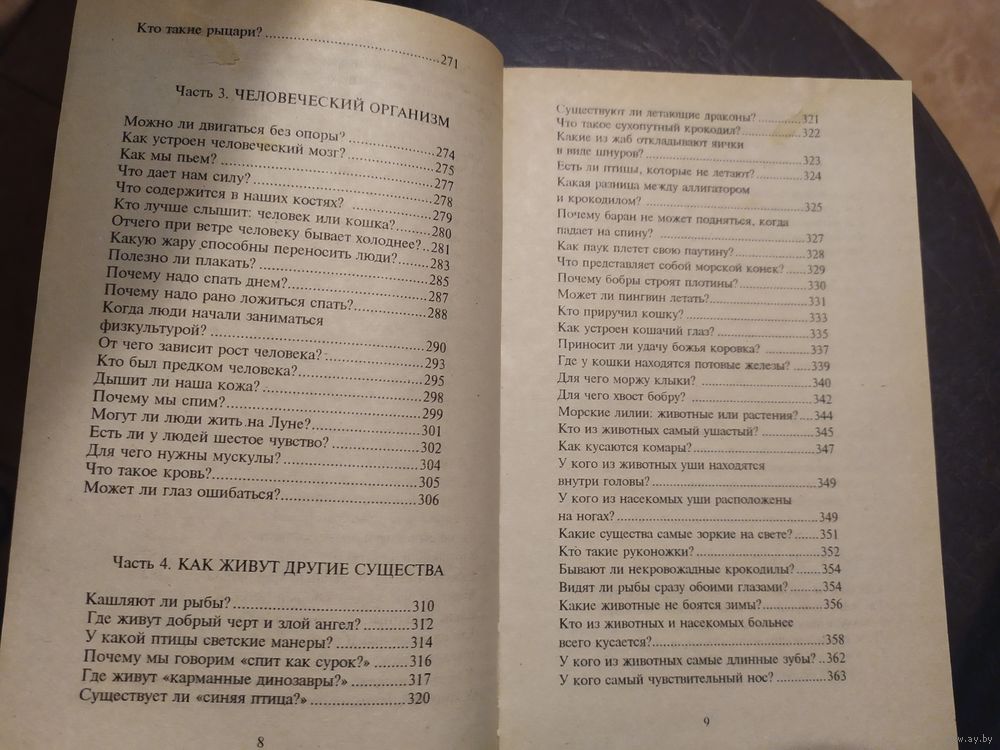 Кто такие рыцари?.....271
Часть 3. ЧЕЛОВЕЧЕСКИЙ ОРГАНИЗМ
Можно ли двигаться без опоры?.....274
Как устроен человеческий мозг?.....275
Как мы пьем?.....277
Что дает нам силу?.....278
Что содержится в наших костях?.....279
Кто лучше слышит: человек или кошка?.....280
Отчего при ветре человеку бывает холоднее?..281
Какую жару способны переносить люди?.....283
Полезно ли плакать?.....285
Почему надо спать днем?.....287
Почему надо рано ложиться спать?.....288
Когда люди начали заниматься
физкультурой?.....290
От чего зависит рост человека?.....293
Кто был предком человека?.....295
Дышит ли наша кожа?.....298
Почему мы спим?.....299
Могут ли люди жить на Луне?.....301
Есть ли у людей шестое чувство?.....302
Для чего нужны мускулы?.....304
Что такое кровь?.....305
Может ли глаз ошибаться?.....306
Часть 4. КАК ЖИВУТ ДРУГИЕ СУЩЕСТВА
Кашляют ли рыбы?.....310
Где живут добрый черт и злой ангел?.....312
У какой птицы светские манеры?.....314
Почему мы говорим «спит как сурок?».....316
Где живут «карманные динозавры?».....317
Существует ли «синяя птица?».....320
8
Существуют ли летающие драконы?.....321
Что такое сухопутный крокодил?.....322
Какие из жаб откладывают яички
в виде шнуров?.....323
Есть ли птицы, которые не летают?.....324
Какая разница между аллигатором
и крокодилом?.....325
Почему баран не может подняться, когда
падает на спину?.....327
Как паук плетет свою паутину?.....328
Что представляет собой морской конек?.....329
Почему бобры строят плотины?.....330
Может ли пингвин летать?.....331
Кто приручил кошку?.....333
Как устроен кошачий глаз?.....335
Приносит ли удачу божья коровка?.....337
Где у кошки находятся потовые железы?.....339
Для чего моржу клыки?.....340
Для чего хвост бобру?.....342
Морские лилии: животные или растения?....344
Кто из животных самый ушастый?.....345
Как кусаются комары?.....347
У кого из животных уши находятся
внутри головы?.....349
У кого из насекомых уши расположены
на ногах?.....349
Какие существа самые зоркие на свете?.....351
Кто такие руконожки?.....352
Бывают ли некровожадные крокодилы?.....354
Видят ли рыбы сразу обоими глазами?.....354
Какие животные не боятся зимы?.....356
Кто из животных и насекомых больнее
всего кусается?.....358
У кого из животных самые длинные зубы?..362
У кого самый чувствительный нос?.....363
9
www.ay.by